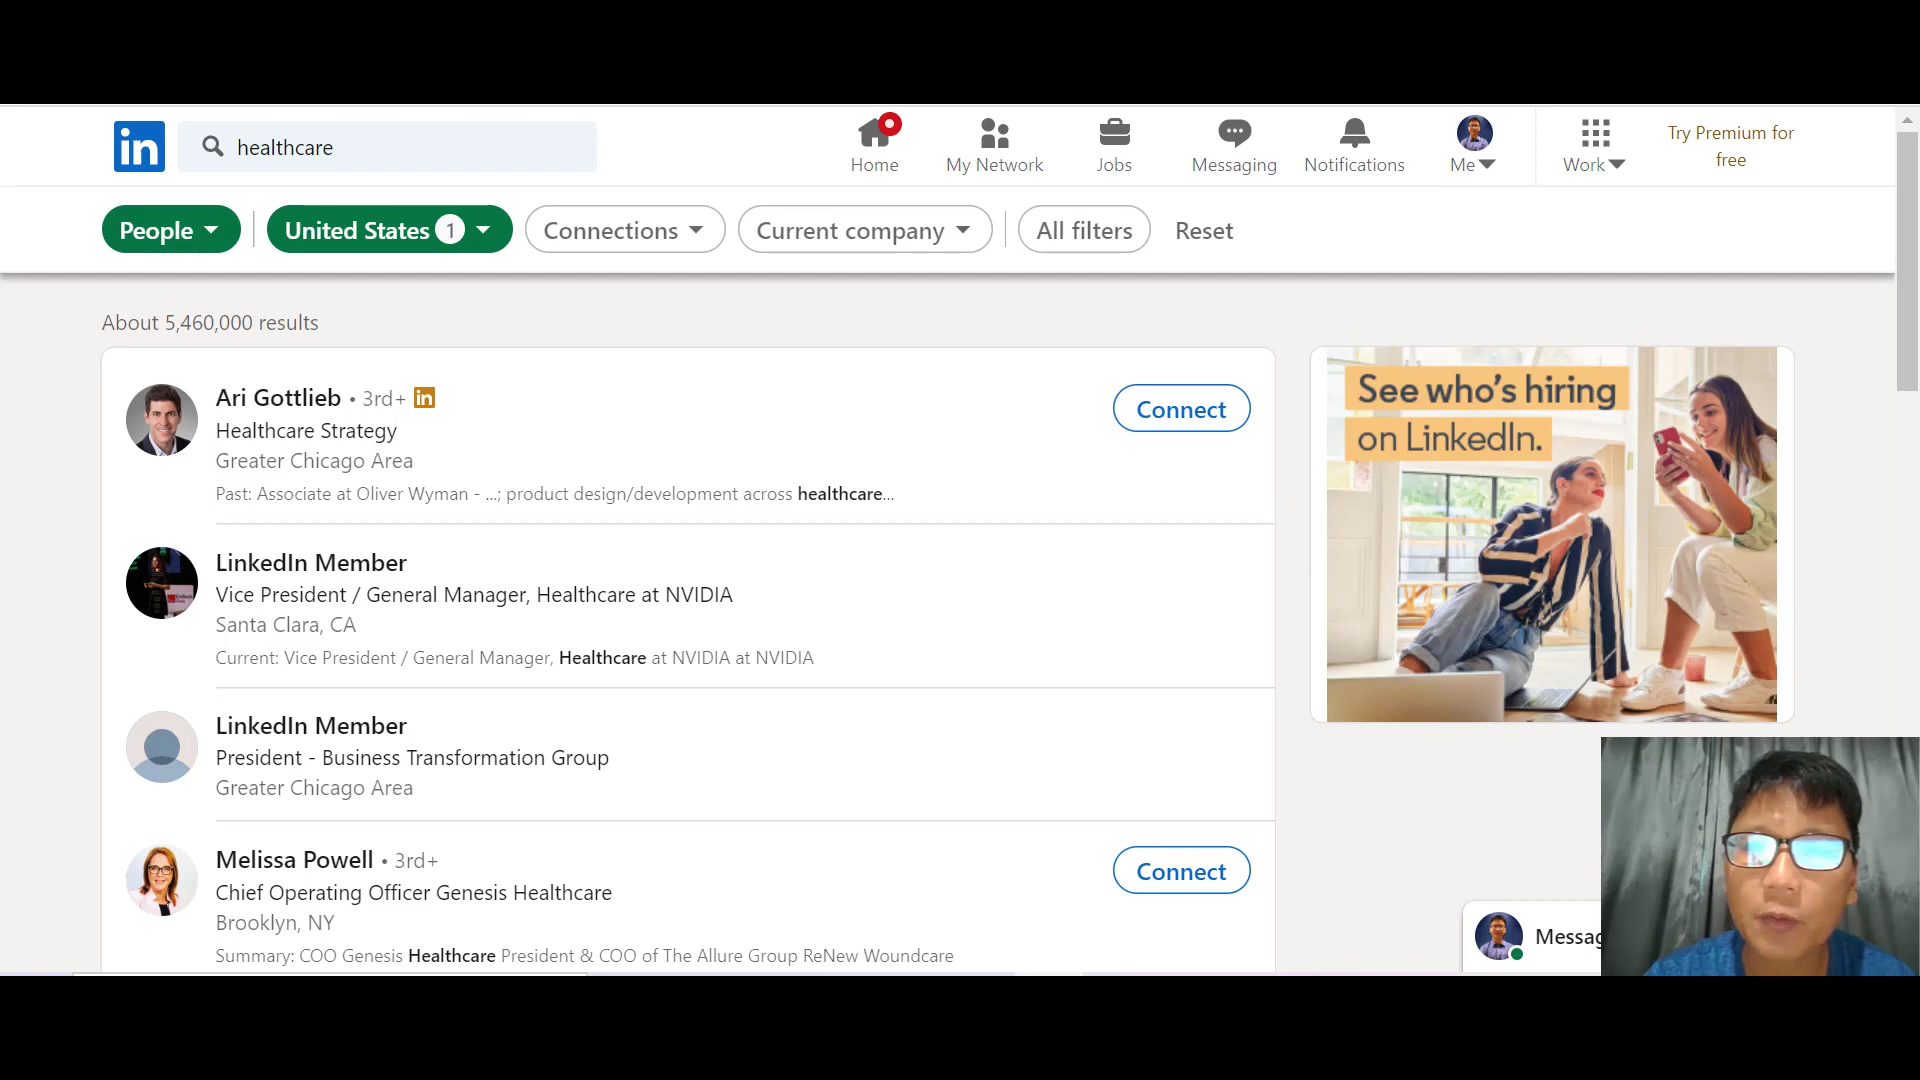 in
healthcare
Home
My Network
Jobs
Messaging
Notifications
Me
Work
Try Premium for
free
People
United States 1
Connections
Current company
All filters
Reset
About 5,460,000 results
Ari Gottlieb • 3rd+ in
Healthcare Strategy
Greater Chicago Area
Past: Associate at Oliver Wyman - ...; product design/development across healthcare...
Connect
LinkedIn Member
Vice President / General Manager, Healthcare at NVIDIA
Santa Clara, CA
Current: Vice President / General Manager, Healthcare at NVIDIA at NVIDIA
LinkedIn Member
President - Business Transformation Group
Greater Chicago Area
Melissa Powell • 3rd+
Chief Operating Officer Genesis Healthcare
Brooklyn, NY
Summary: COO Genesis Healthcare President & COO of The Allure Group ReNew Woundcare
Connect
See who's hiring
on LinkedIn.
Messag